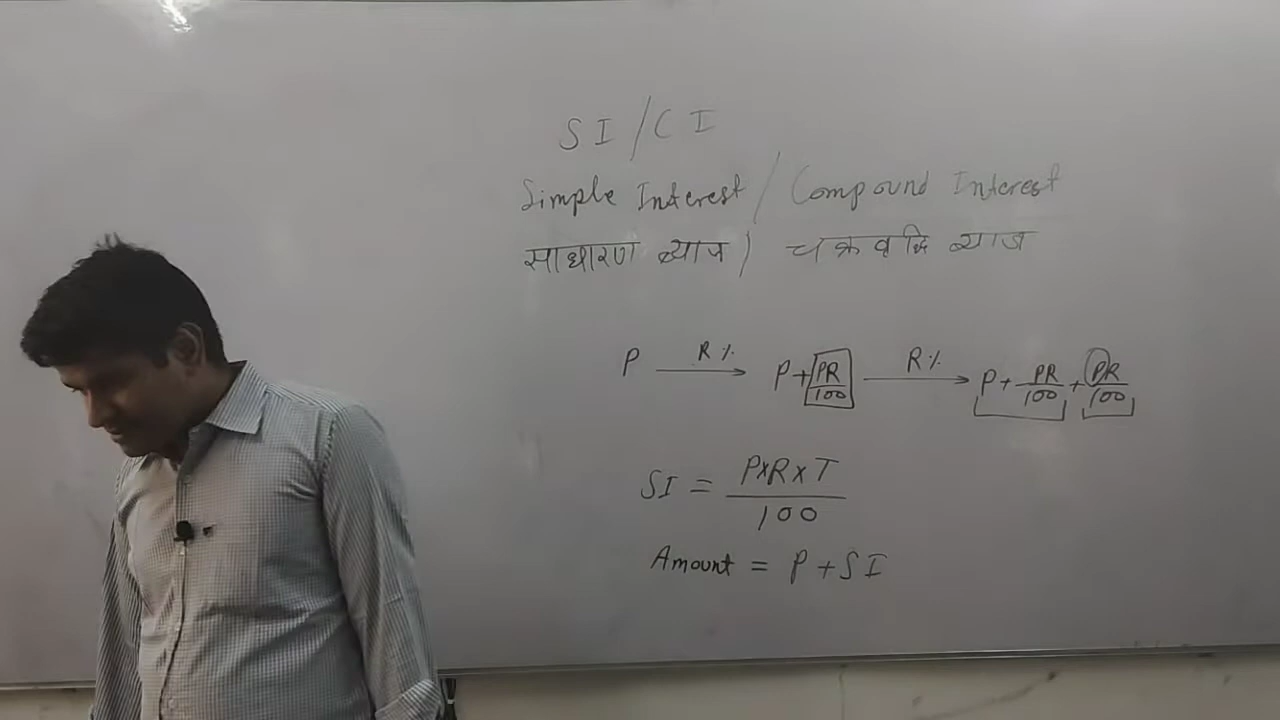 SI/CI
Simple Interest / Compound Interest
साधारण ब्याज / चक्रवृद्धि ब्याज
P R% → P+PR/100 R% → P+PR/100+PR/100
SI = P×R×T/100
Amount = P+SI